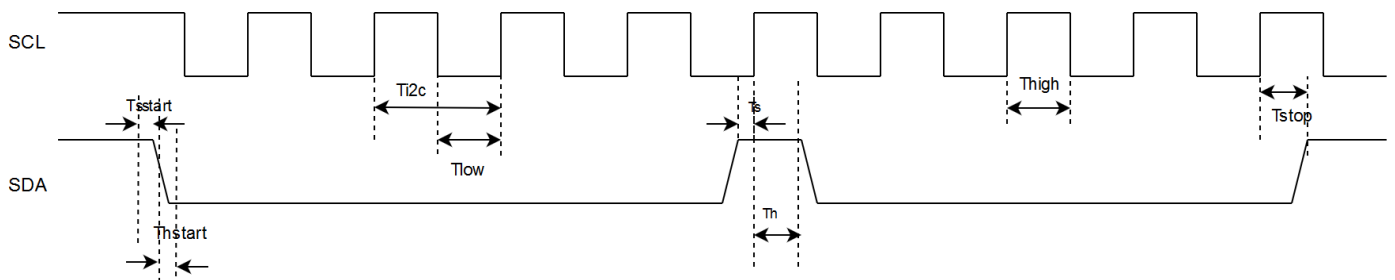 SCL
Ti2c
Thigh
Tsstart
Ts
Tstop
Tlow
SDA
Th
Thstart